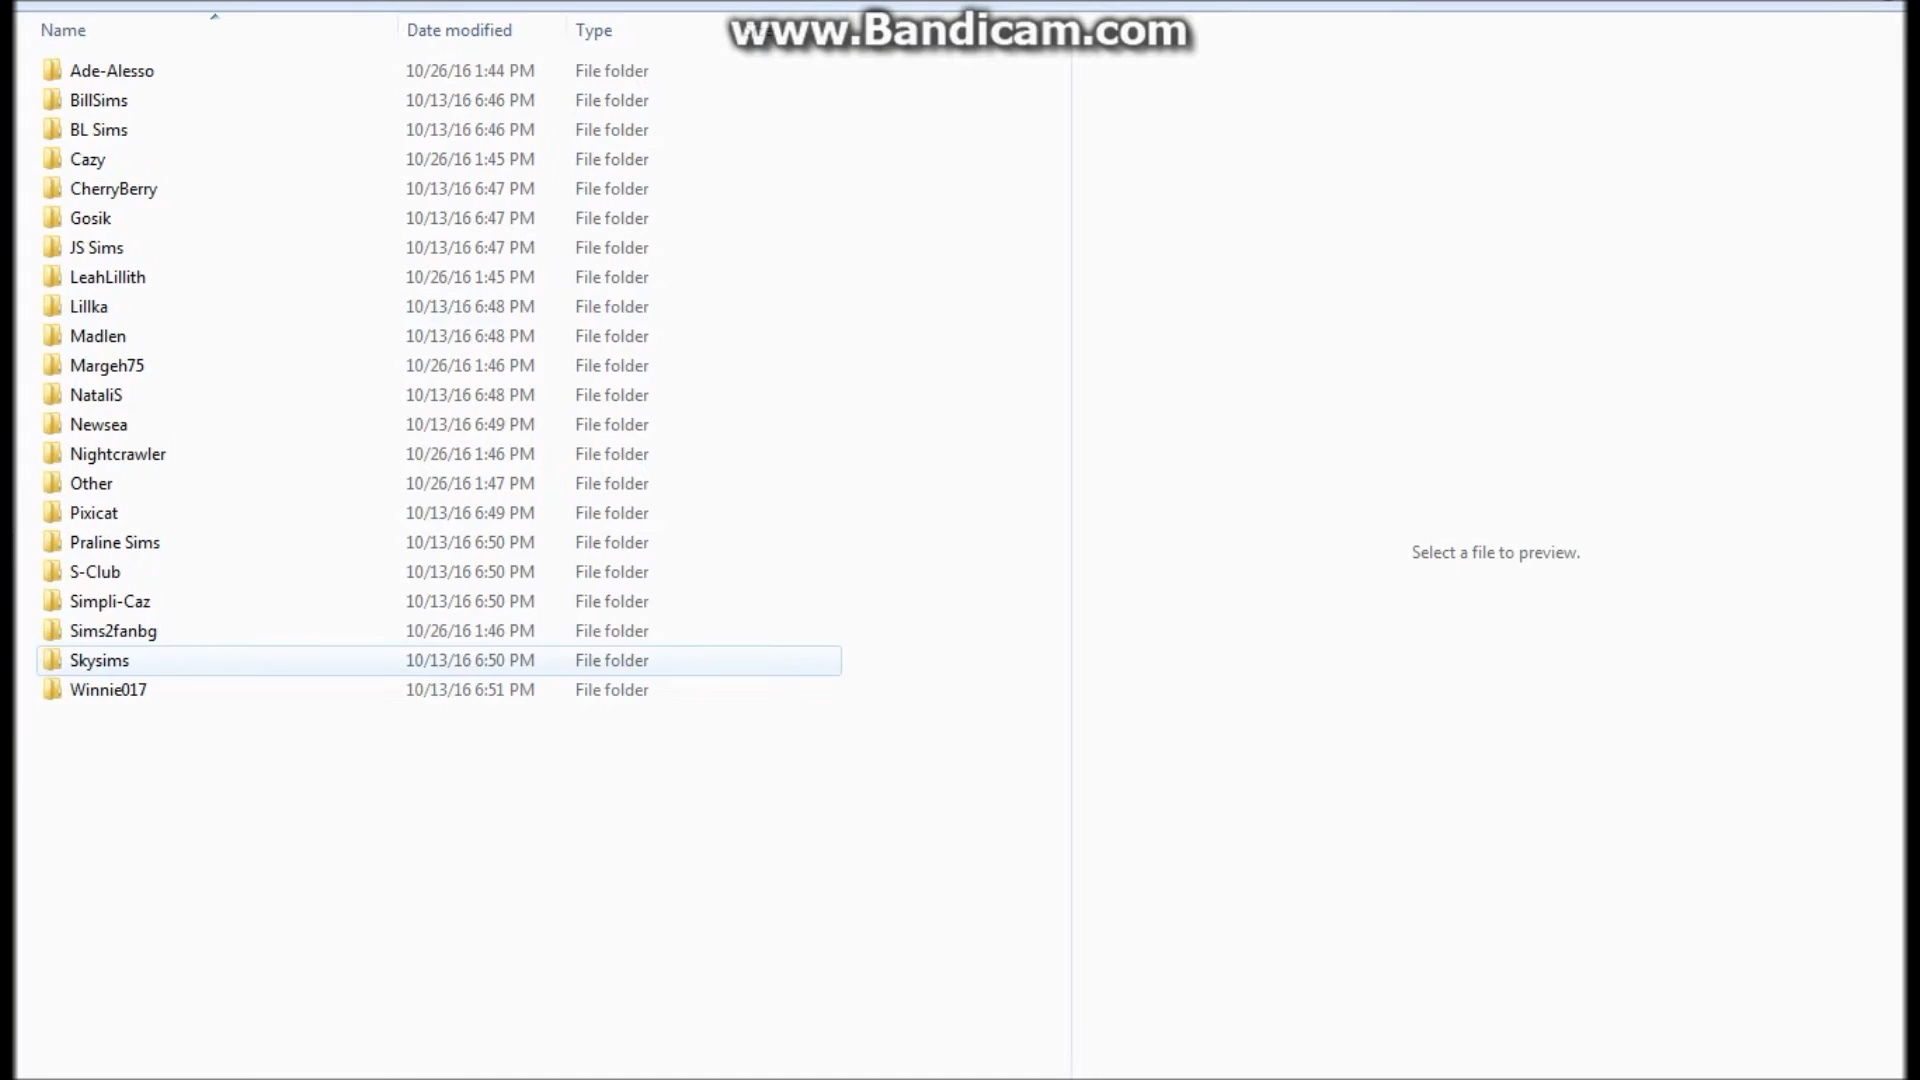 www.Bandicam.com
Name Date modified Type
Ade-Alesso 10/26/16 1:44 PM File folder
BillSims 10/13/16 6:46 PM File folder
BL Sims 10/13/16 6:46 PM File folder
Cazy 10/26/16 1:45 PM File folder
CherryBerry 10/13/16 6:47 PM File folder
Gosik 10/13/16 6:47 PM File folder
JS Sims 10/13/16 6:47 PM File folder
LeahLillith 10/26/16 1:45 PM File folder
Lillka 10/13/16 6:48 PM File folder
Madlen 10/13/16 6:48 PM File folder
Margeh75 10/26/16 1:46 PM File folder
NataliS 10/13/16 6:48 PM File folder
Newsea 10/13/16 6:49 PM File folder
Nightcrawler 10/26/16 1:46 PM File folder
Other 10/26/16 1:47 PM File folder
Pixicat 10/13/16 6:49 PM File folder
Praline Sims 10/13/16 6:50 PM File folder
S-Club 10/13/16 6:50 PM File folder
Simpli-Caz 10/13/16 6:50 PM File folder
Sims2fanbg 10/26/16 1:46 PM File folder
Skysims 10/13/16 6:50 PM File folder
Winnie017 10/13/16 6:51 PM File folder
Select a file to preview.